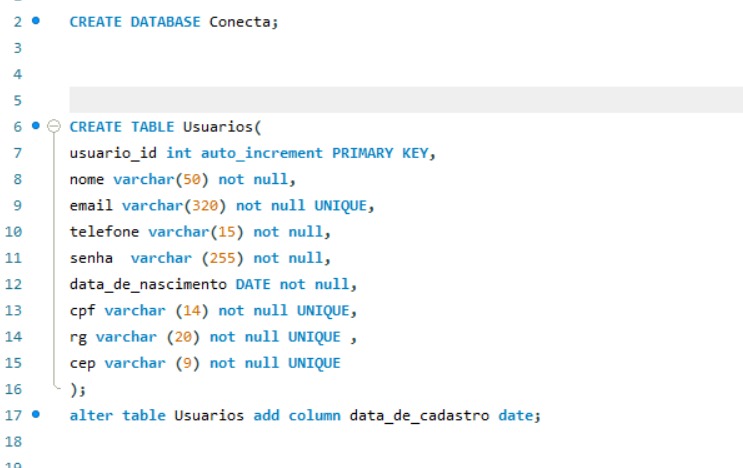 2 CREATE DATABASE Conecta;
3
4
5
6 CREATE TABLE Usuarios(
7 usuario_id int auto_increment PRIMARY KEY,
8 nome varchar(50) not null,
9 email varchar(320) not null UNIQUE,
10 telefone varchar(15) not null,
11 senha  varchar (255) not null,
12 data_de_nascimento DATE not null,
13 cpf varchar (14) not null UNIQUE,
14 rg varchar (20) not null UNIQUE ,
15 cep varchar (9) not null UNIQUE
16 );
17 alter table Usuarios add column data_de_cadastro date;
18
19